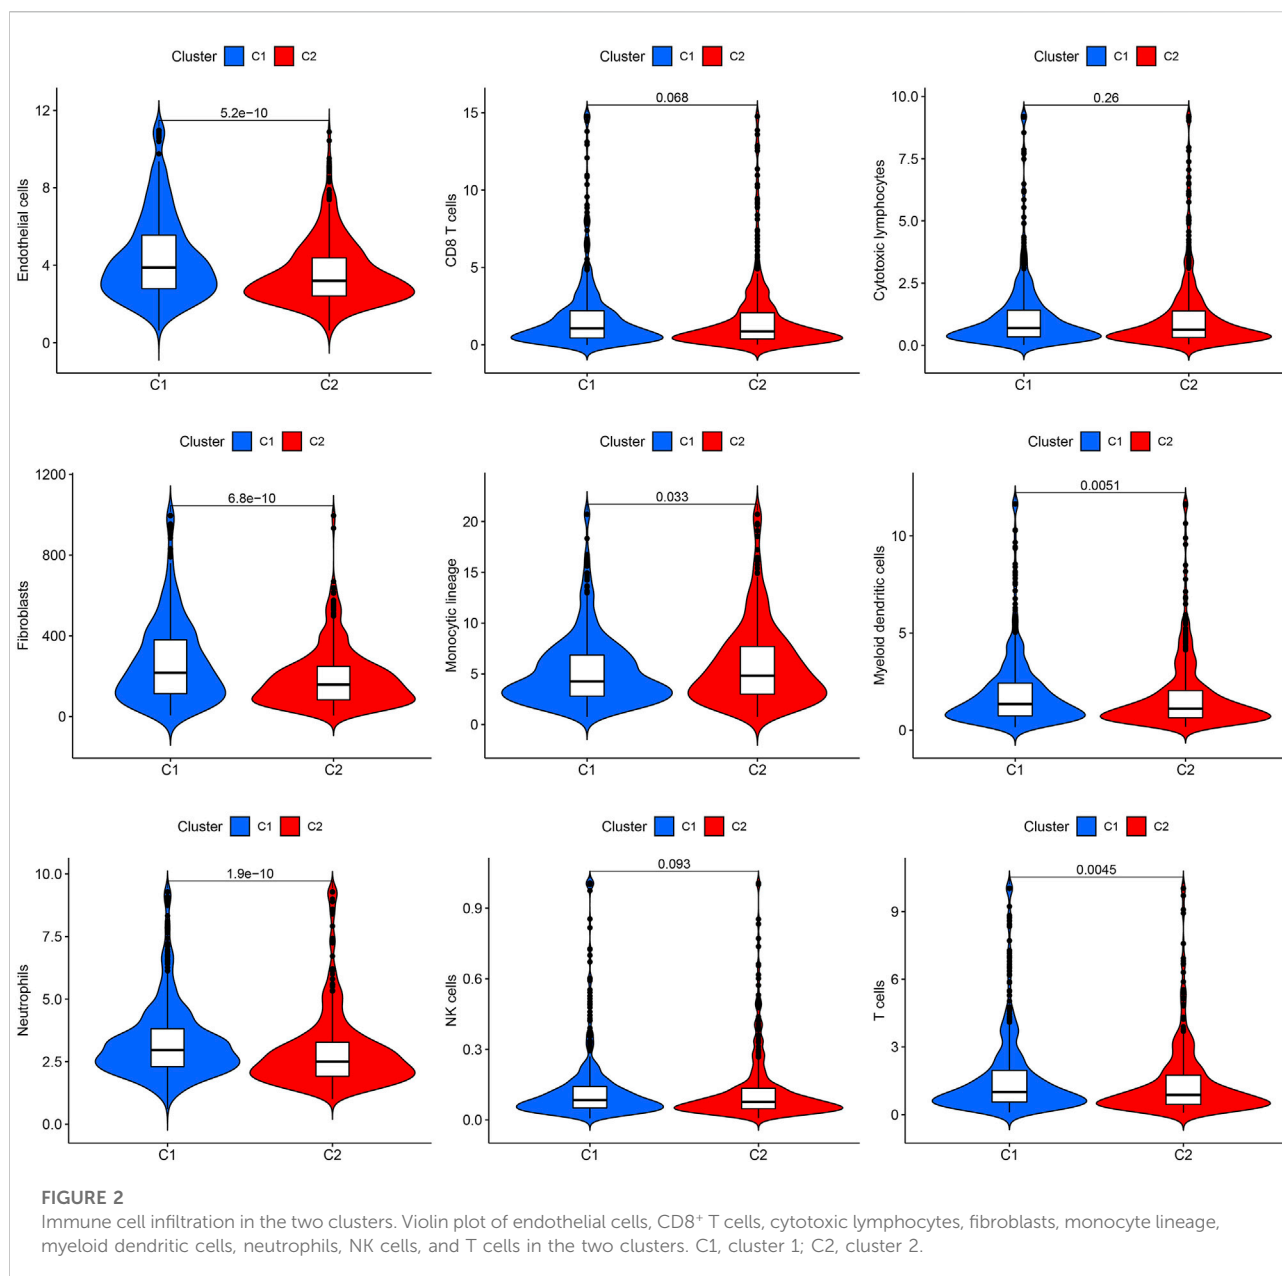 Cluster C1 C2
Endothelial cells
12
8
4
0
5.2e-10
C1 C2
Cluster C1 C2
CD8 T cells
15
10
5
0
0.068
C1 C2
Cluster C1 C2
Cytotoxic lymphocytes
10.0
7.5
5.0
2.5
0.0
0.26
C1 C2
Cluster C1 C2
Fibroblasts
1200
800
400
0
6.8e-10
C1 C2
Cluster C1 C2
Monocytic lineage
20
15
10
5
0
0.033
C1 C2
Cluster C1 C2
Myeloid dendritic cells
10
5
0
0.0051
C1 C2
Cluster C1 C2
Neutrophils
10.0
7.5
5.0
2.5
0.0
1.9e-10
C1 C2
Cluster C1 C2
NK cells
0.9
0.6
0.3
0.0
0.093
C1 C2
Cluster C1 C2
T cells
9
6
3
0
0.0045
C1 C2
FIGURE 2
Immune cell infiltration in the two clusters. Violin plot of endothelial cells, CD8⁺ T cells, cytotoxic lymphocytes, fibroblasts, monocyte lineage,
myeloid dendritic cells, neutrophils, NK cells, and T cells in the two clusters. C1, cluster 1; C2, cluster 2.